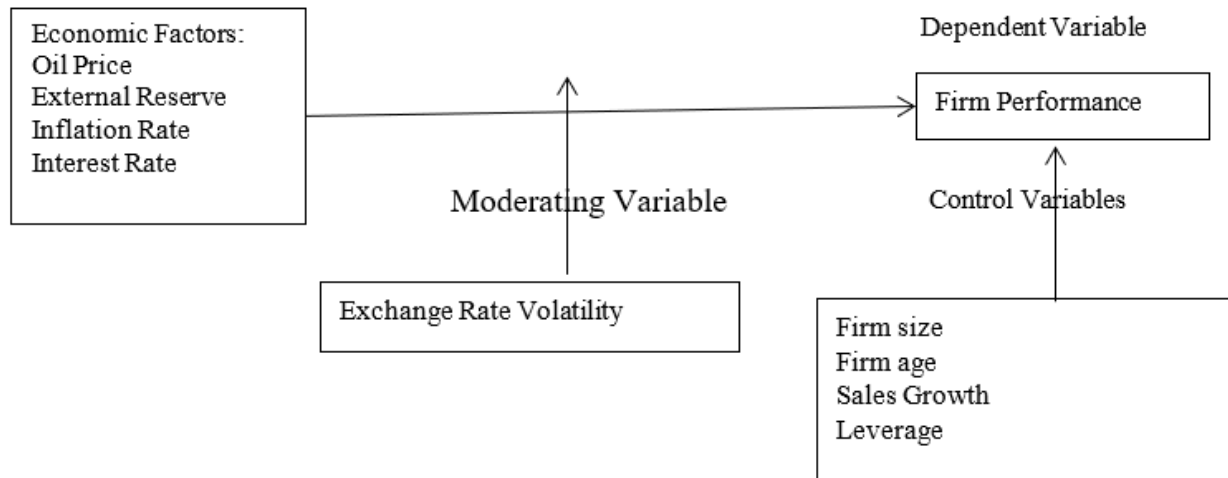 Economic Factors:
Oil Price
External Reserve
Inflation Rate
Interest Rate
Dependent Variable
Firm Performance
Moderating Variable
Control Variables
Exchange Rate Volatility
Firm size
Firm age
Sales Growth
Leverage